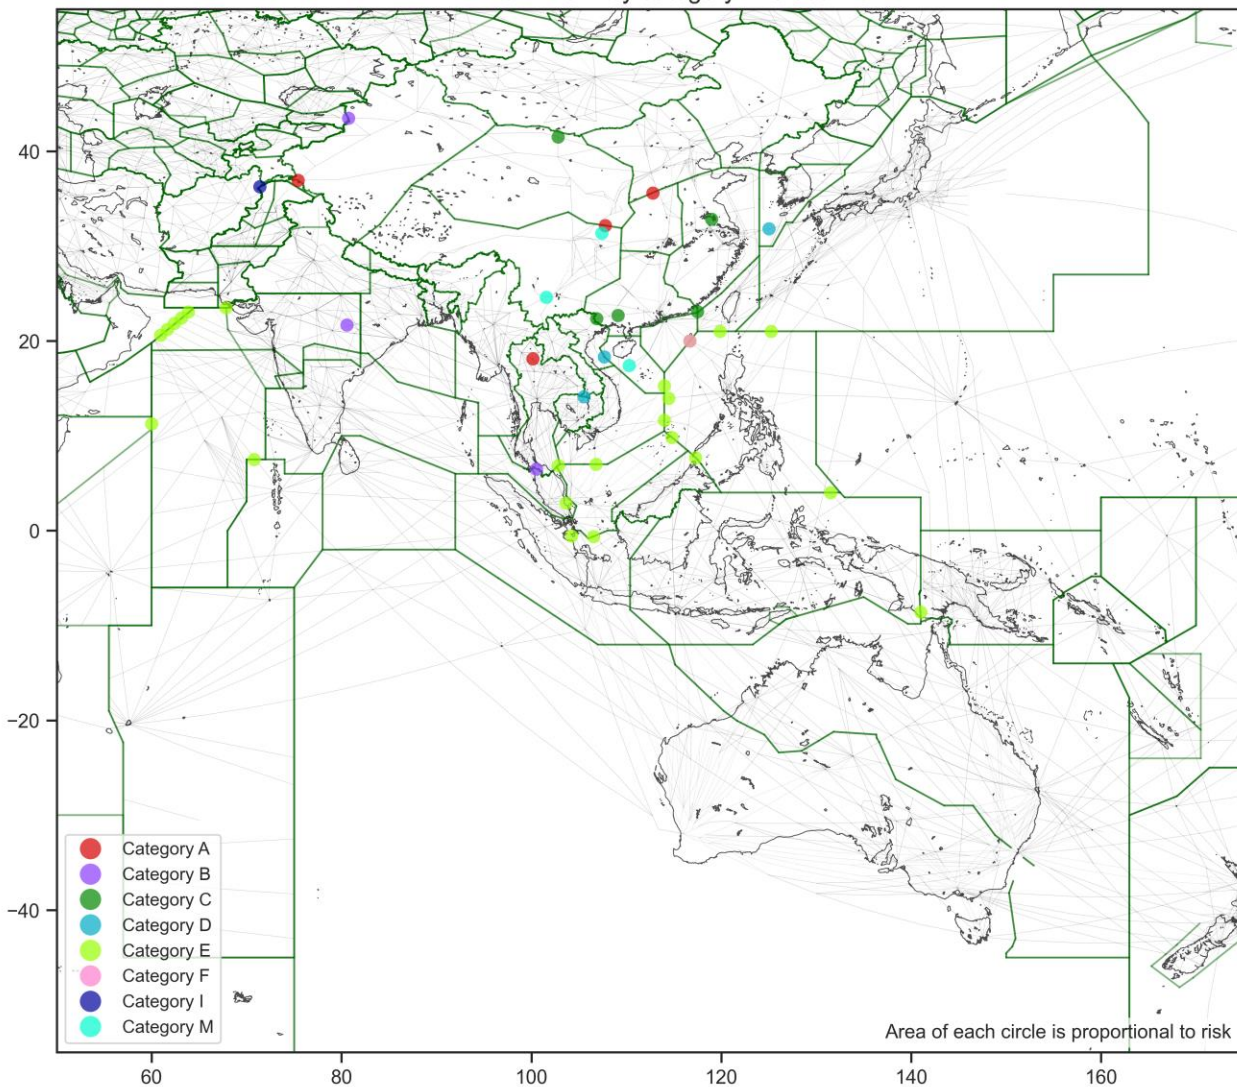 40
20
0
−20
−40
Category A
Category B
Category C
Category D
Category E
Category F
Category I
Category M
Area of each circle is proportional to risk
60
80
100
120
140
160